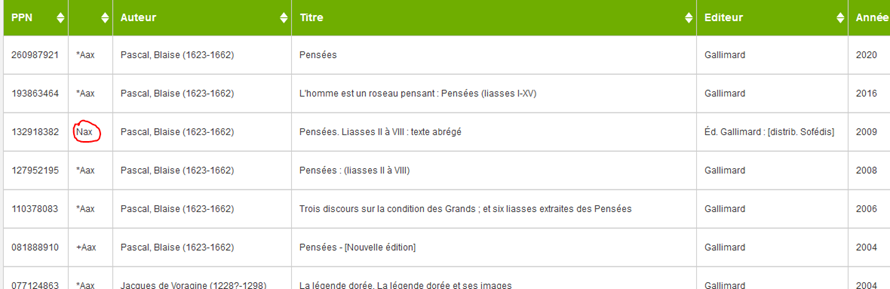 PPN Auteur Titre Editeur Année
260987921 *Aax Pascal, Blaise (1623-1662) Pensées Gallimard 2020
193863464 *Aax Pascal, Blaise (1623-1662) L'homme est un roseau pensant : Pensées (liasses I-XV) Gallimard 2016
132918382 Nax Pascal, Blaise (1623-1662) Pensées. Liasses II à VIII : texte abrégé Éd. Gallimard : [distrib. Sofédis] 2009
127952195 *Aax Pascal, Blaise (1623-1662) Pensées : (liasses II à VIII) Gallimard 2008
110378083 *Aax Pascal, Blaise (1623-1662) Trois discours sur la condition des Grands ; et six liasses extraites des Pensées Gallimard 2006
081888910 +Aax Pascal, Blaise (1623-1662) Pensées - [Nouvelle édition] Gallimard 2004
077124863 *Aax Jacques de Voragine (1228?-1298) La légende dorée. La légende dorée et ses images Gallimard 2004